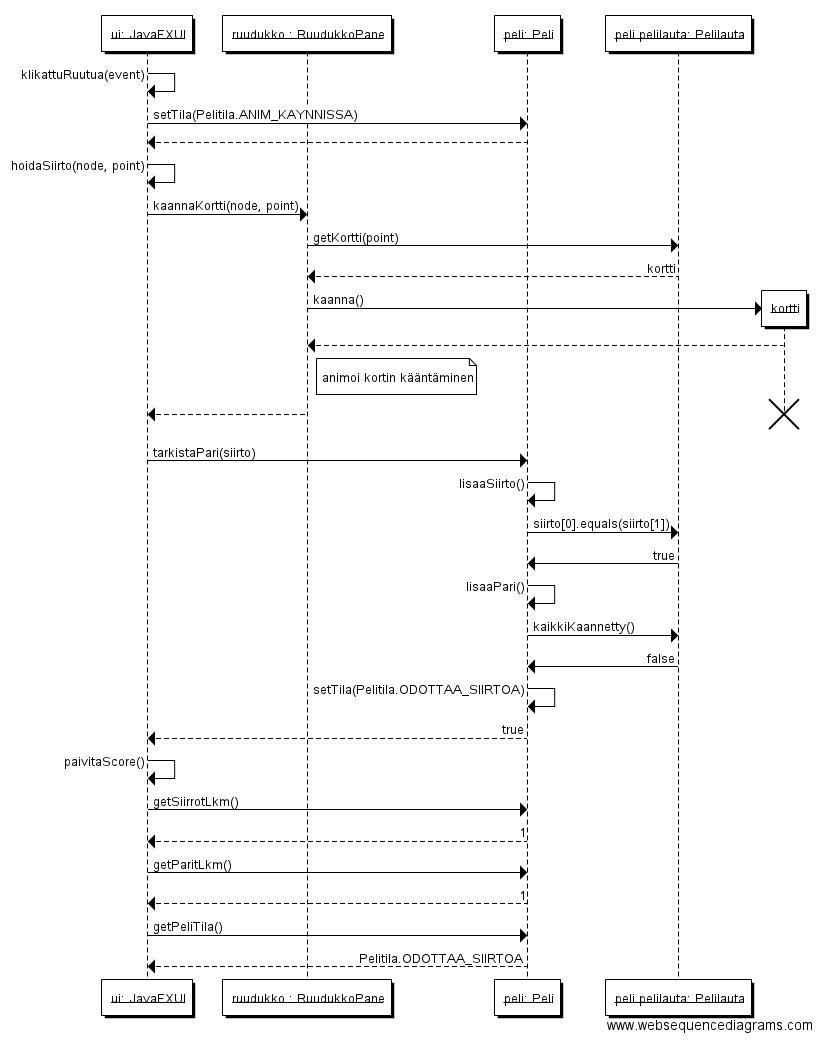 ui: JavaFXUI
ruudukko : RuudukkoPane
peli: Peli
peli.pelilauta: Pelilauta
klikattuRuutua(event)
setTila(Pelitila.ANIM_KAYNNISSA)
hoidaSiirto(node, point)
kaannaKortti(node, point)
getKortti(point)
kortti
kaanna()
kortti
animoi kortin kääntäminen
tarkistaPari(siirto)
lisaaSiirto()
siirto[0].equals(siirto[1])
true
lisaaPari()
kaikkiKaannetty()
false
setTila(Pelitila.ODOTTAA_SIIRTOA)
true
paivitaScore()
getSiirrotLkm()
1
getParitLkm()
1
getPeliTila()
Pelitila.ODOTTAA_SIIRTOA
ui: JavaFXUI
ruudukko : RuudukkoPane
peli: Peli
peli.pelilauta: Pelilauta
www.websequencediagrams.com